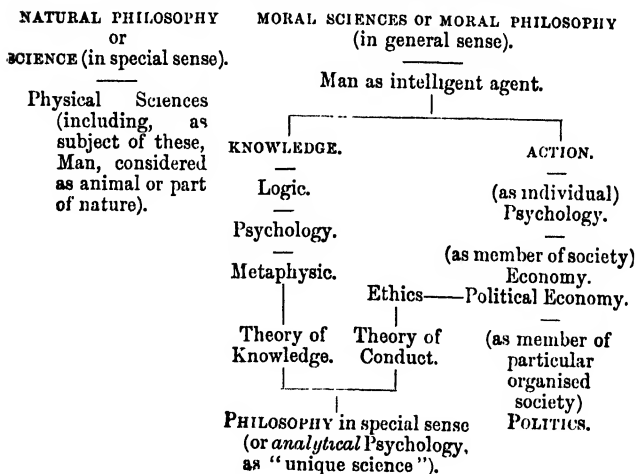 NATURAL PHILOSOPHY
or
SCIENCE (in special sense).
Physical Sciences
(including, as
subject of these,
Man, considered
as animal or part
of nature).
MORAL SCIENCES OR MORAL PHILOSOPHY
(in general sense).
Man as intelligent agent.
KNOWLEDGE.
Logic.
Psychology.
Metaphysic.
Theory of
Knowledge.
Ethics
Theory of
Conduct.
ACTION.
(as individual)
Psychology.
(as member of society)
Economy.
Political Economy.
(as member of
particular
organised
society)
POLITICS.
PHILOSOPHY in special sense
(or analytical Psychology,
as "unique science").